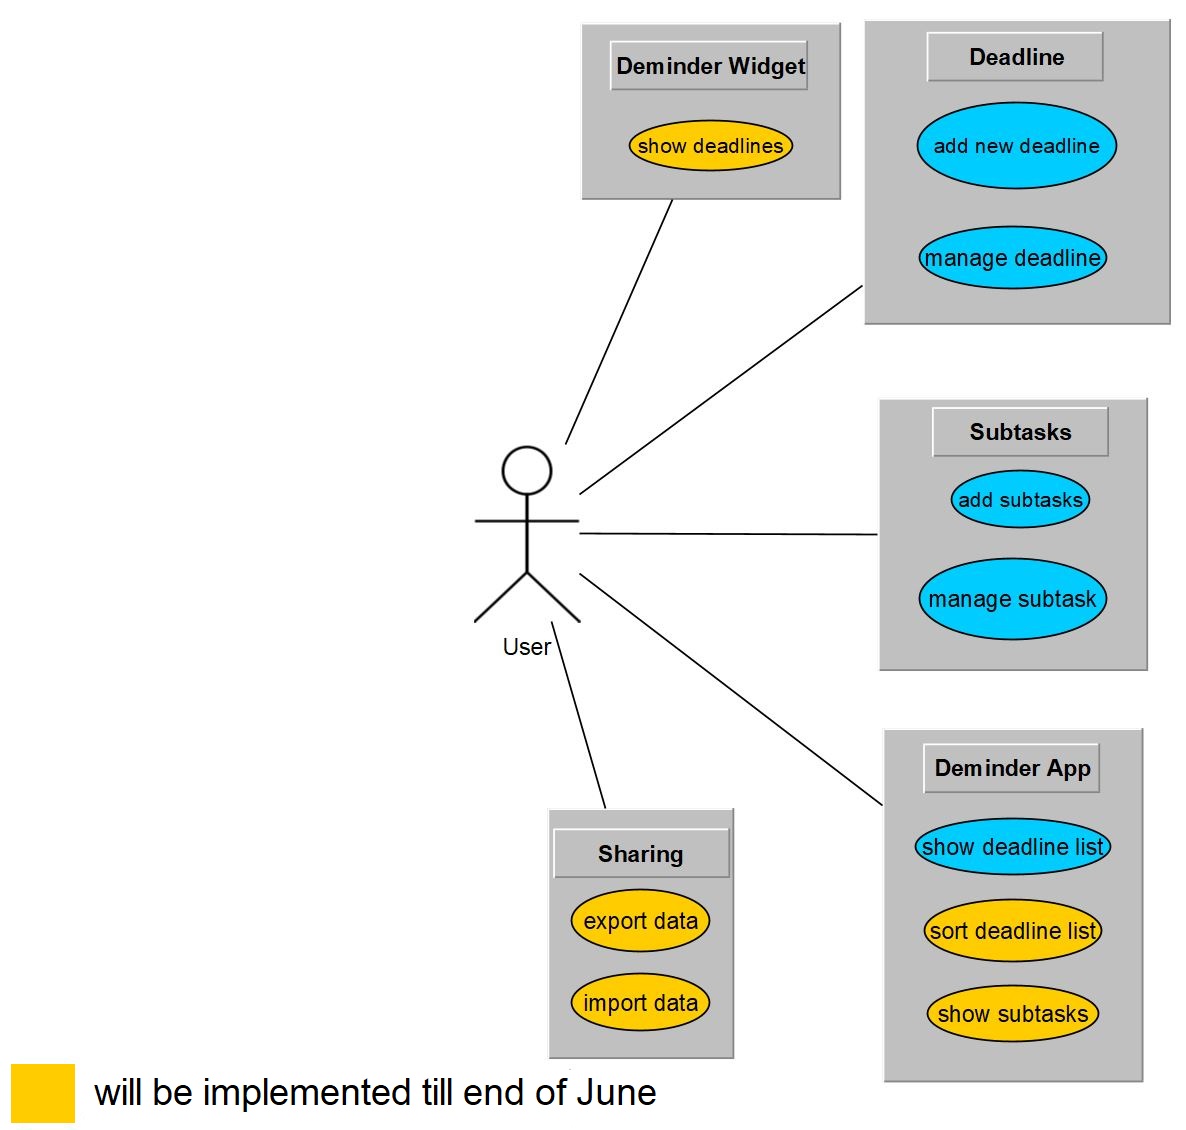 Deminder Widget
show deadlines
Deadline
add new deadline
manage deadline
Subtasks
add subtasks
manage subtask
User
Deminder App
show deadline list
sort deadline list
show subtasks
Sharing
export data
import data
will be implemented till end of June